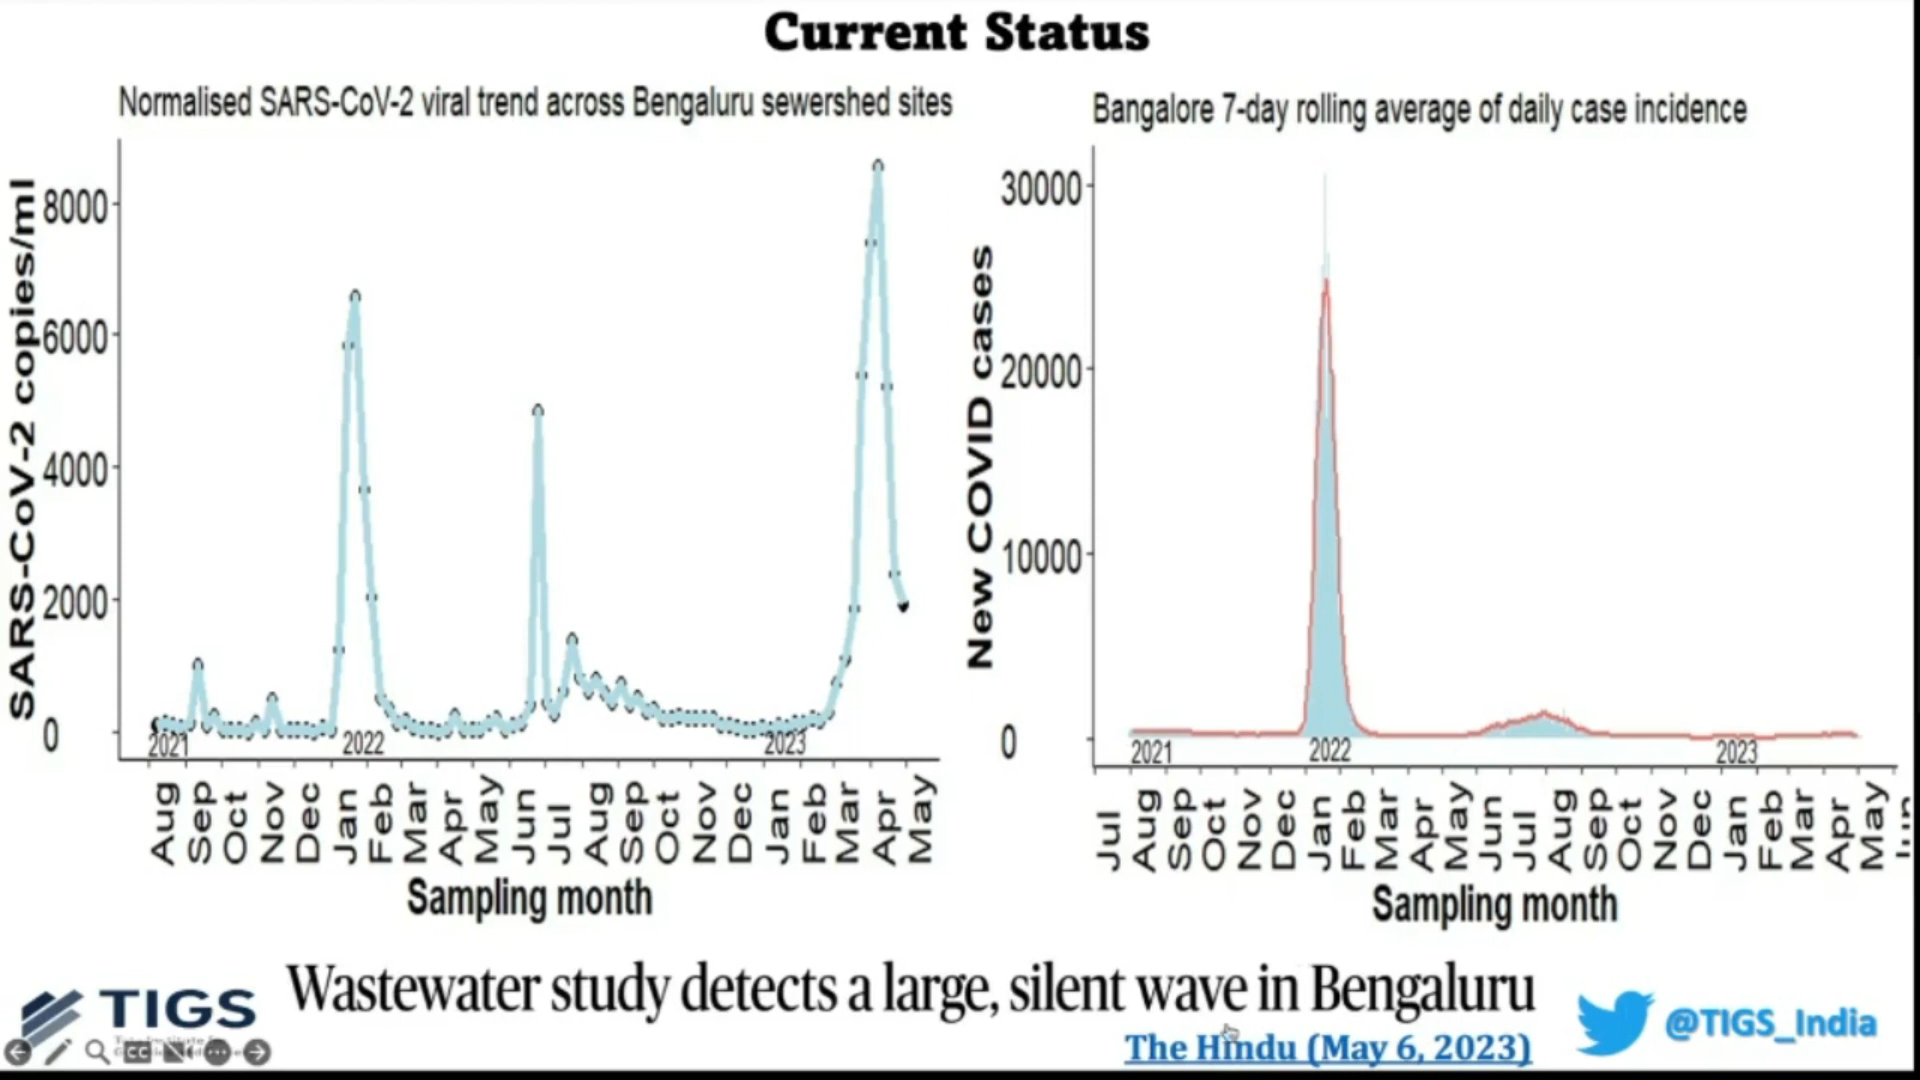 Current Status
Normalised SARS-CoV-2 viral trend across Bengaluru sewershed sites
SARS-CoV-2 copies/ml
8000
6000
4000
2000
0
2021
2022
2023
Aug Sep Oct Nov Dec Jan Feb Mar Apr May Jun Jul Aug Sep Oct Nov Dec Jan Feb Mar Apr May
Sampling month
Bangalore 7-day rolling average of daily case incidence
New COVID cases
30000
20000
10000
0
2021
2022
2023
Jul Aug Sep Oct Nov Dec Jan Feb Mar Apr May Jun Jul Aug Sep Oct Nov Dec Jan Feb Mar Apr May Jun
Sampling month
TIGS
Wastewater study detects a large, silent wave in Bengaluru
The Hindu (May 6, 2023)
@TIGS_India
CC